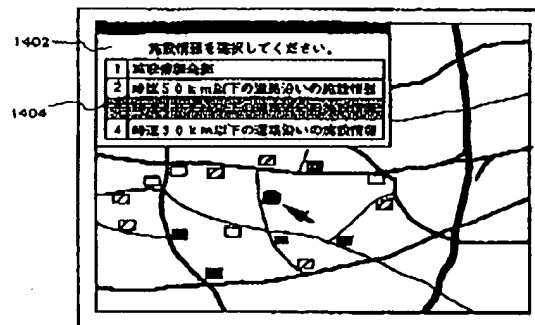 1402
施設情報を選択してください。
1 施設情報全部
2 時速50km以下の道路沿いの施設情報
1404
4 時速30km以下の道路沿いの施設情報